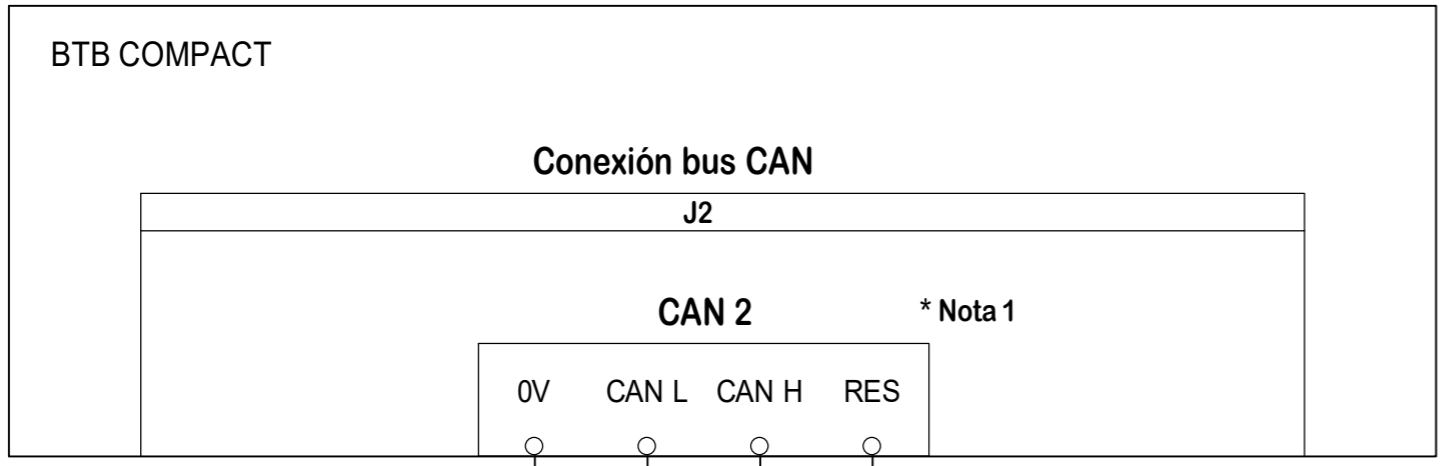 BTB COMPACT
Conexión bus CAN
J2
CAN 2 * Nota 1
0V CAN L CAN H RES